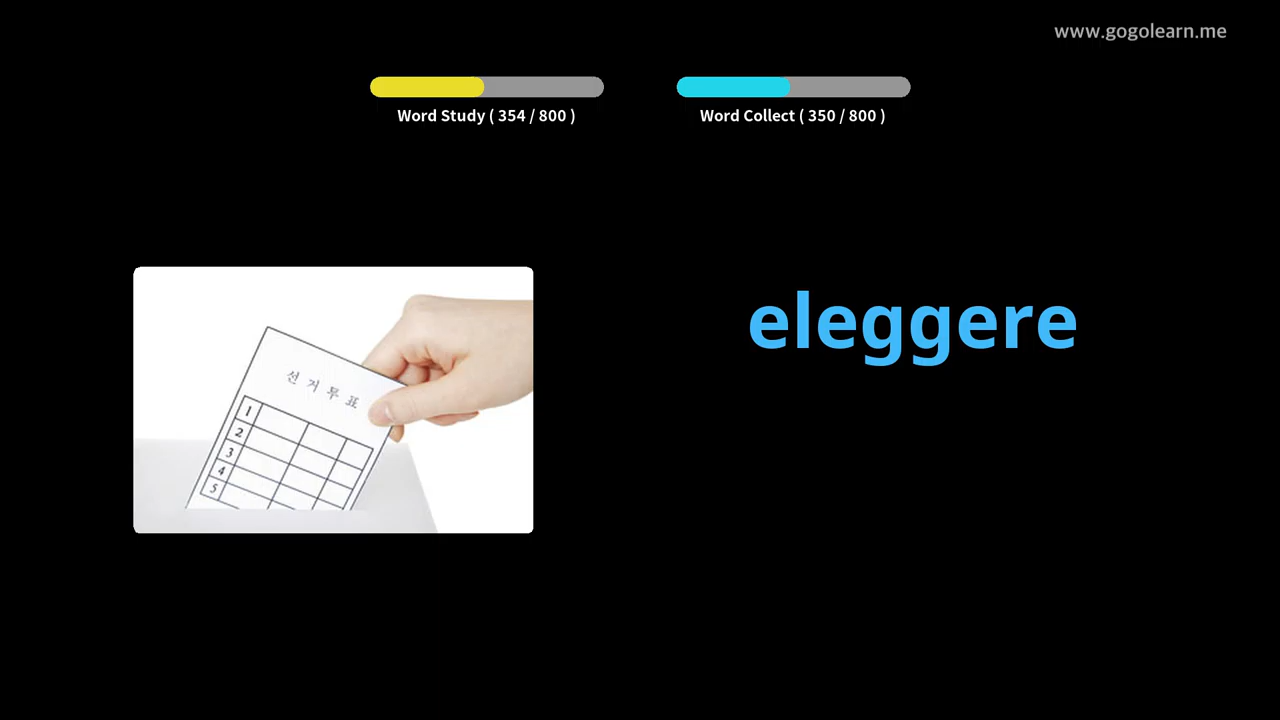 www.gogolearn.me
Word Study ( 354 / 800 )
Word Collect ( 350 / 800 )
eleggere
선거투표
1
2
3
4
5